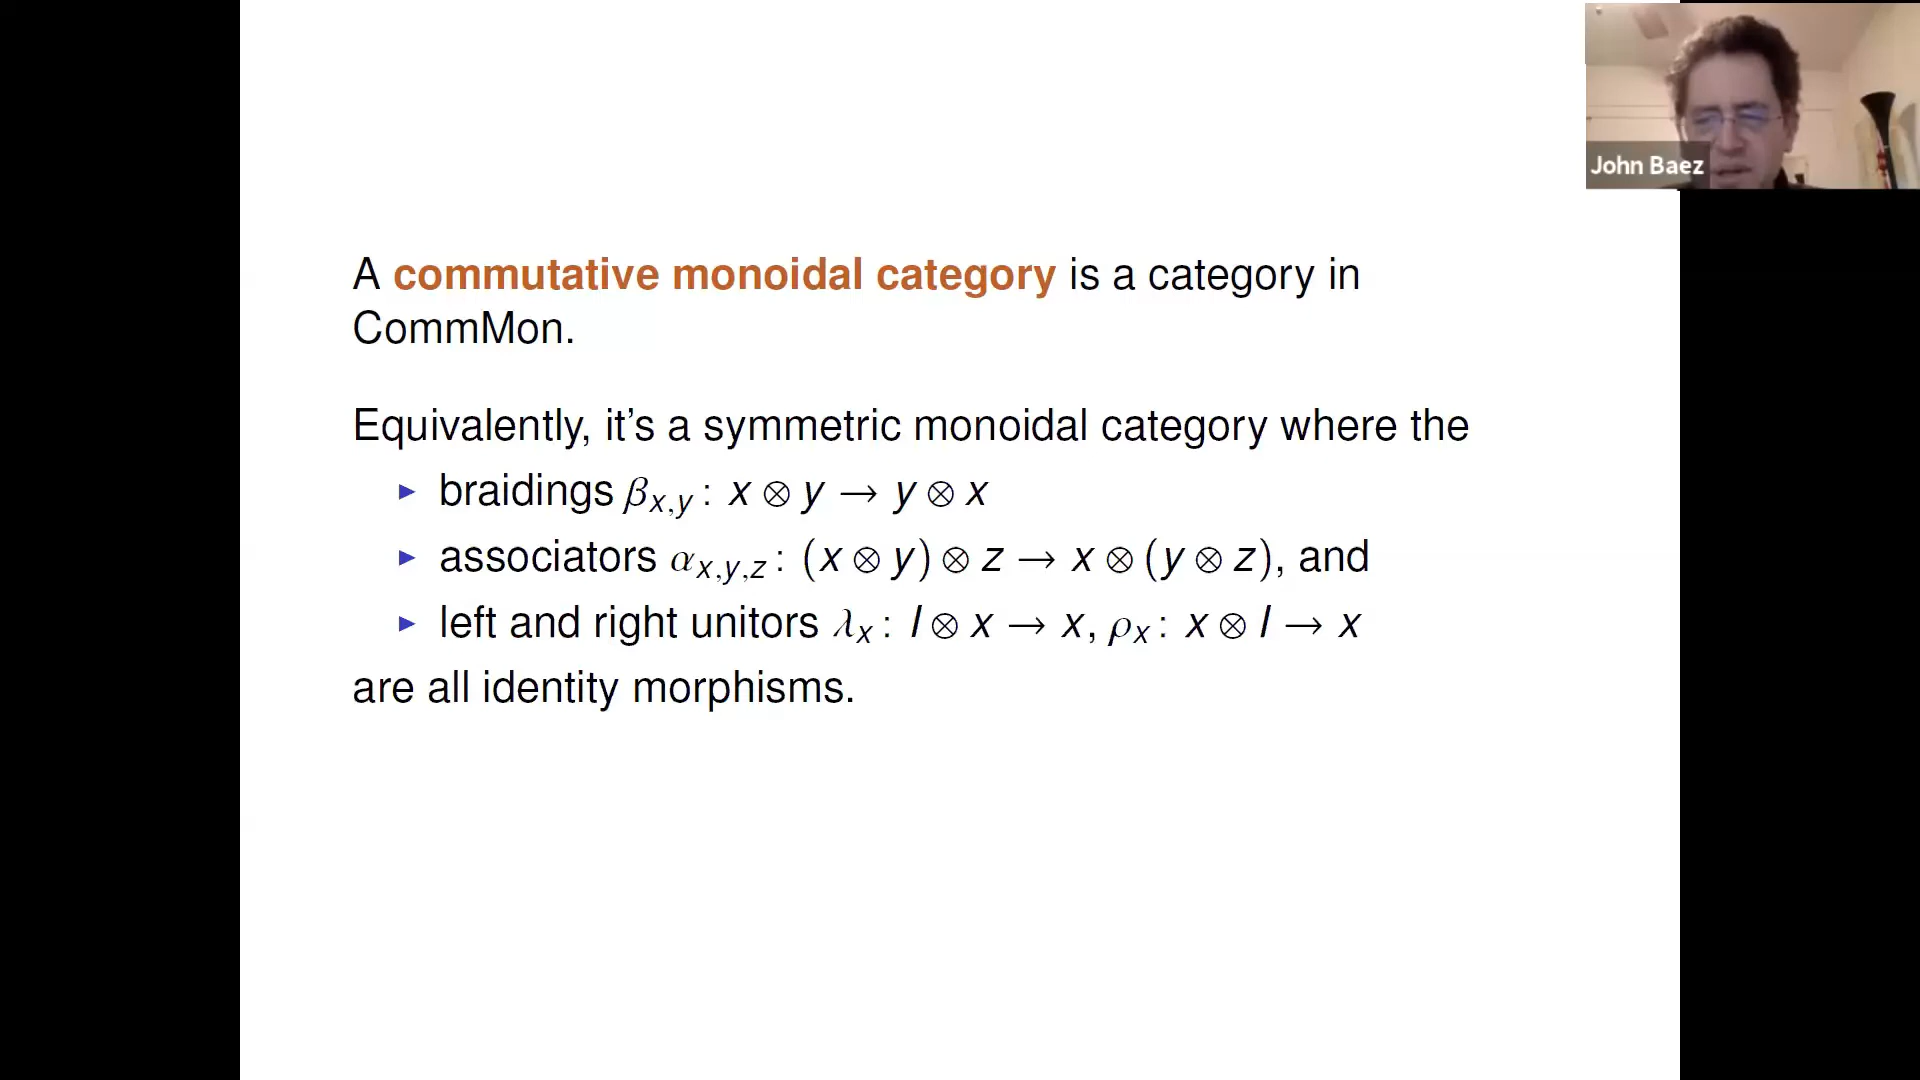 John Baez
A commutative monoidal category is a category in
CommMon.
Equivalently, it's a symmetric monoidal category where the
▶ braidings βx,y : x ⊗ y → y ⊗ x
▶ associators αx,y,z : (x ⊗ y) ⊗ z → x ⊗ (y ⊗ z), and
▶ left and right unitors λx : I ⊗ x → x, ρx : x ⊗ I → x
are all identity morphisms.